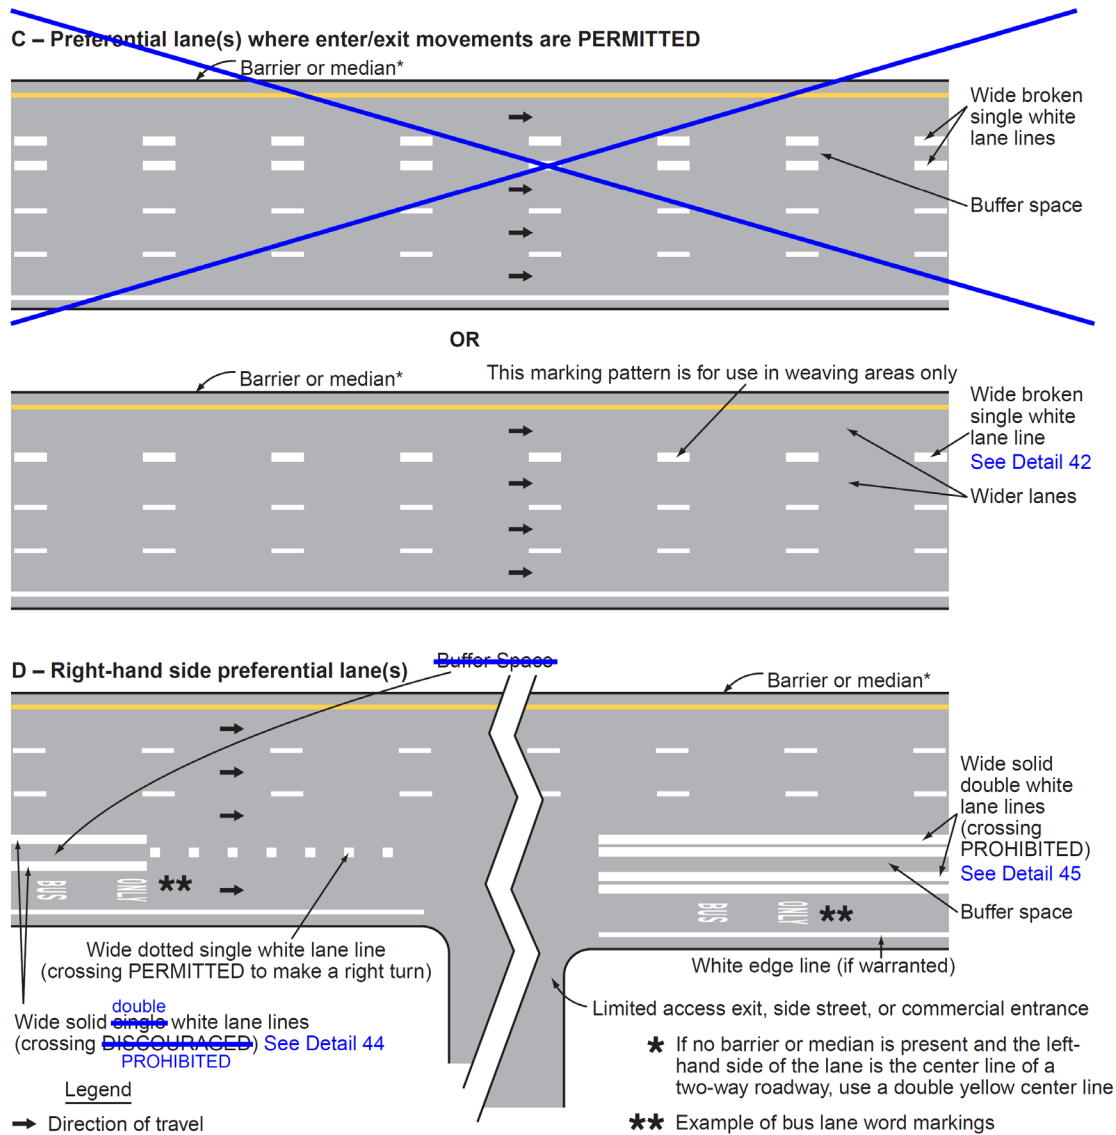 C – Preferential lane(s) where enter/exit movements are PERMITTED
Barrier or median*
Wide broken
single white
lane lines
Buffer space
OR
Barrier or median*
This marking pattern is for use in weaving areas only
Wide broken
single white
lane line
See Detail 42
Wider lanes
D – Right-hand side preferential lane(s)
Buffer Space
Barrier or median*
Wide solid
double white
lane lines
(crossing
PROHIBITED)
See Detail 45
Buffer space
BUS
ONLY
**
BUS
ONLY
**
Wide dotted single white lane line
(crossing PERMITTED to make a right turn)
White edge line (if warranted)
double
Wide solid single white lane lines
(crossing DISCOURAGED) See Detail 44
PROHIBITED
Limited access exit, side street, or commercial entrance
* If no barrier or median is present and the left-
hand side of the lane is the center line of a
two-way roadway, use a double yellow center line
Legend
Direction of travel
** Example of bus lane word markings